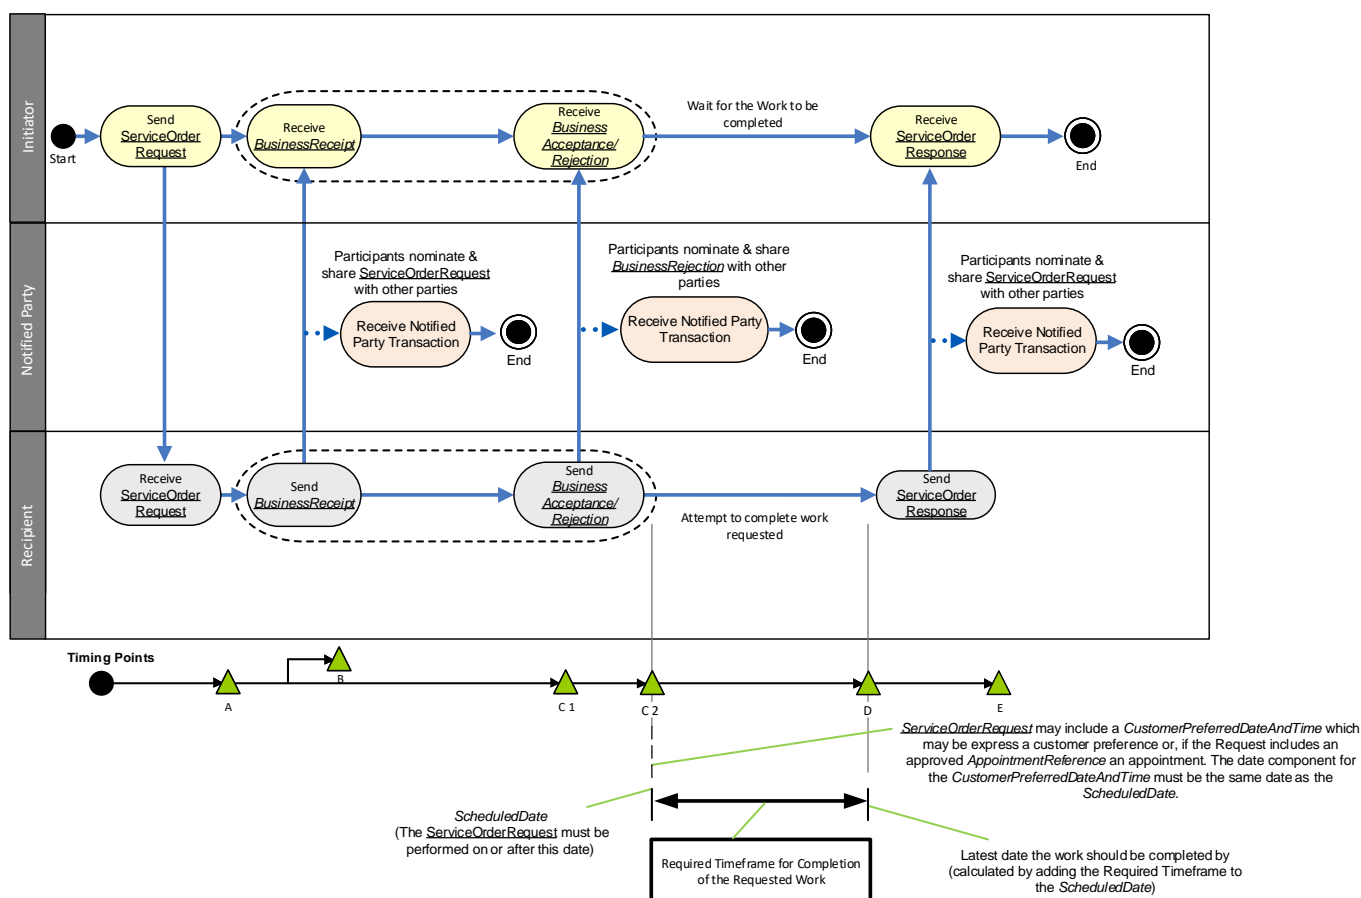 Initiator
Start
Send
ServiceOrder
Request
Receive
BusinessReceipt
Receive
Business
Acceptance/
Rejection
Wait for the Work to be
completed
Receive
ServiceOrder
Response
End
Notified Party
Participants nominate &
share ServiceOrderRequest
with other parties
Receive Notified
Party Transaction
End
Participants nominate & share
BusinessRejection with other
parties
Receive Notified Party
Transaction
End
Participants nominate &
share ServiceOrderRequest
with other parties
Receive Notified
Party Transaction
End
Recipient
Receive
ServiceOrder
Request
Send
BusinessReceipt
Send
Business
Acceptance/
Rejection
Attempt to complete work
requested
Send
ServiceOrder
Response
Timing Points
A
B
C 1
C 2
D
E
ServiceOrderRequest may include a CustomerPreferredDateAndTime which
may be express a customer preference or, if the Request includes an
approved AppointmentReference an appointment. The date component for
the CustomerPreferredDateAndTime must be the same date as the
ScheduledDate.
ScheduledDate
(The ServiceOrderRequest must be
performed on or after this date)
Required Timeframe for Completion
of the Requested Work
Latest date the work should be completed by
(calculated by adding the Required Timeframe to
the ScheduledDate)